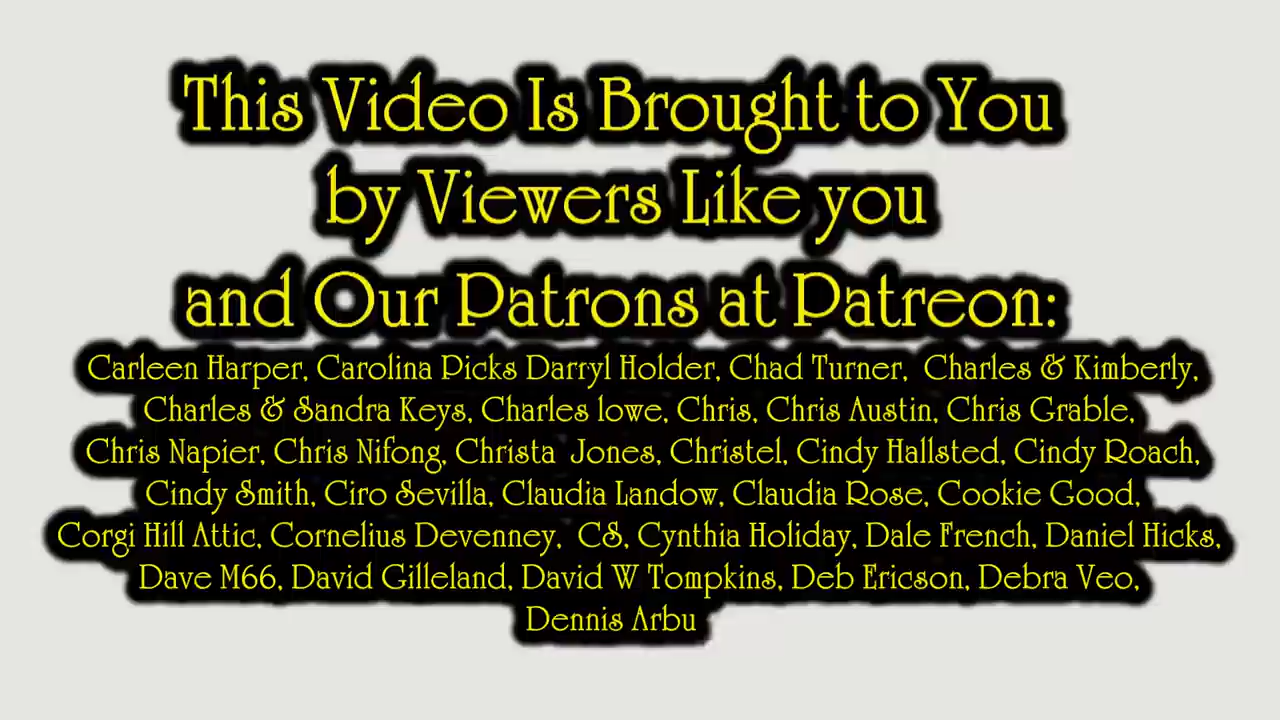 This Video Is Brought to You
by Viewers Like you
and Our Patrons at Patreon:
Carleen Harper, Carolina Picks Darryl Holder, Chad Turner,  Charles & Kimberly,
Charles & Sandra Keys, Charles lowe, Chris, Chris Austin, Chris Grable,
Chris Napier, Chris Nifong, Christa  Jones, Christel, Cindy Hallsted, Cindy Roach,
Cindy Smith, Ciro Sevilla, Claudia Landow, Claudia Rose, Cookie Good,
Corgi Hill Attic, Cornelius Devenney,  CS, Cynthia Holiday, Dale French, Daniel Hicks,
Dave M66, David Gilleland, David W Tompkins, Deb Ericson, Debra Veo,
Dennis Arbu